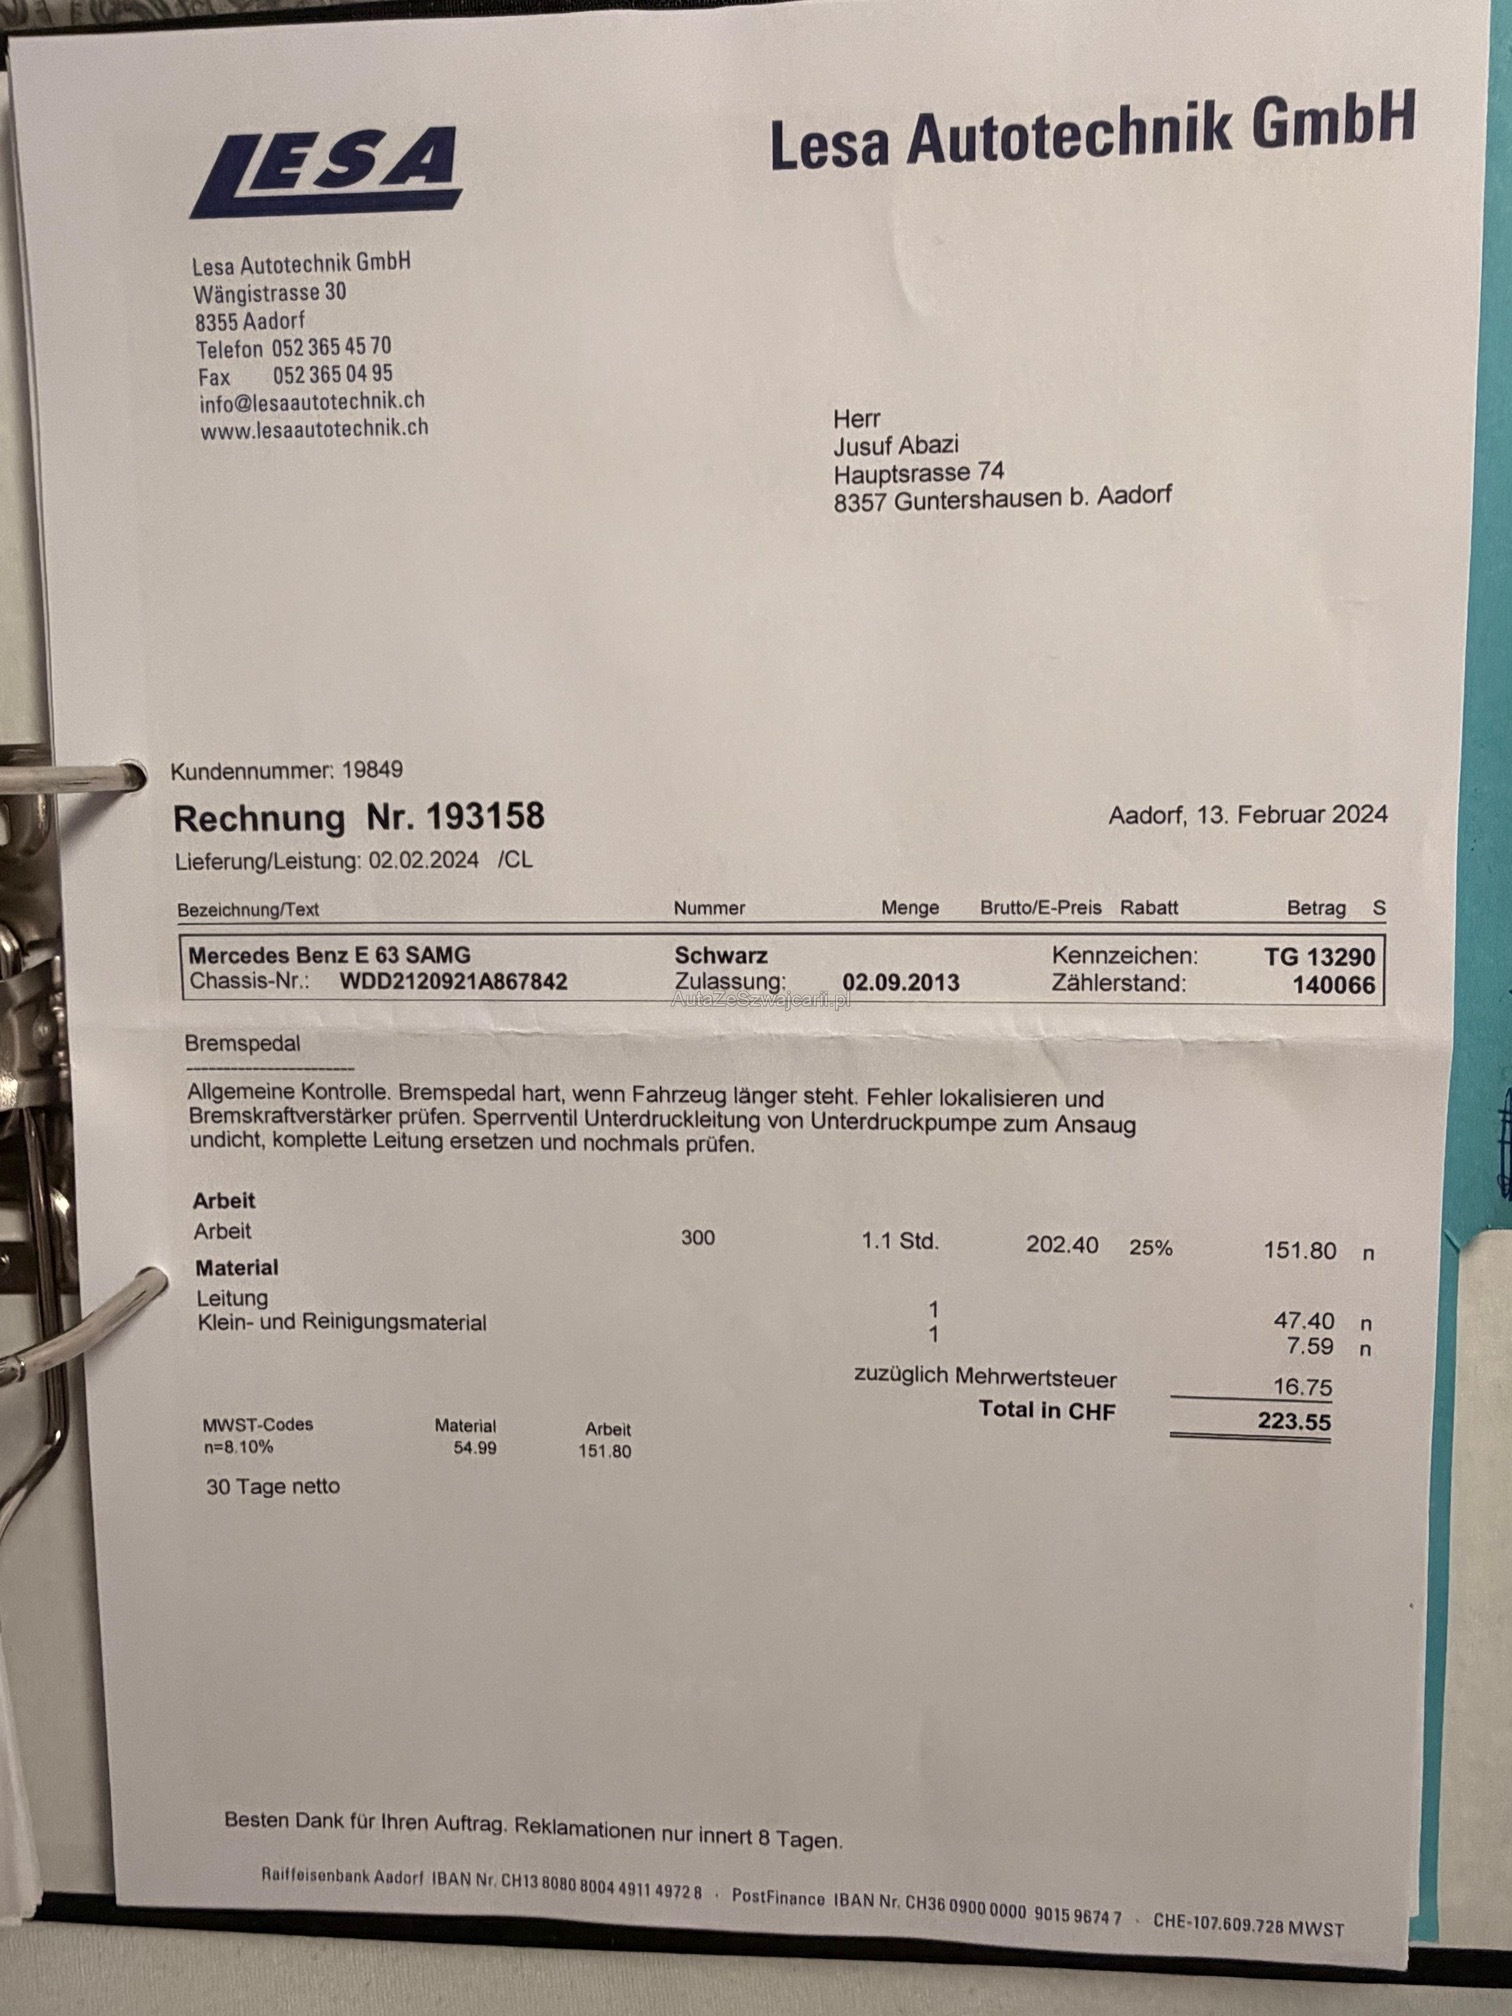 LESA
Lesa Autotechnik GmbH
Lesa Autotechnik GmbH
Wängistrasse 30
8355 Aadorf
Telefon 052 365 45 70
Fax 052 365 04 95
info@lesaautotechnik.ch
www.lesaautotechnik.ch
Herr
Jusuf Abazi
Hauptsrasse 74
8357 Guntershausen b. Aadorf
Kundennummer: 19849
Rechnung Nr. 193158 Aadorf, 13. Februar 2024
Lieferung/Leistung: 02.02.2024 /CL
Bezeichnung/Text Nummer Menge Brutto/E-Preis Rabatt Betrag S
Mercedes Benz E 63 SAMG Schwarz Kennzeichen: TG 13290
Chassis-Nr.: WDD2120921A867842 Zulassung: 02.09.2013 Zählerstand: 140066
AutaZeSzwajcarii.pl
Bremspedal
Allgemeine Kontrolle. Bremspedal hart, wenn Fahrzeug länger steht. Fehler lokalisieren und
Bremskraftverstärker prüfen. Sperrventil Unterdruckleitung von Unterdruckpumpe zum Ansaug
undicht, komplette Leitung ersetzen und nochmals prüfen.
Arbeit
Arbeit 300 1.1 Std. 202.40 25% 151.80 n
Material
Leitung 1 47.40 n
Klein- und Reinigungsmaterial 1 7.59 n
zuzüglich Mehrwertsteuer 16.75
Total in CHF 223.55
MWST-Codes Material Arbeit
n=8.10% 54.99 151.80
30 Tage netto
Besten Dank für Ihren Auftrag. Reklamationen nur innert 8 Tagen.
Raiffeisenbank Aadorf IBAN Nr. CH13 8080 8004 4911 4972 8 · PostFinance IBAN Nr. CH36 0900 0000 9015 9674 7 · CHE-107.609.728 MWST